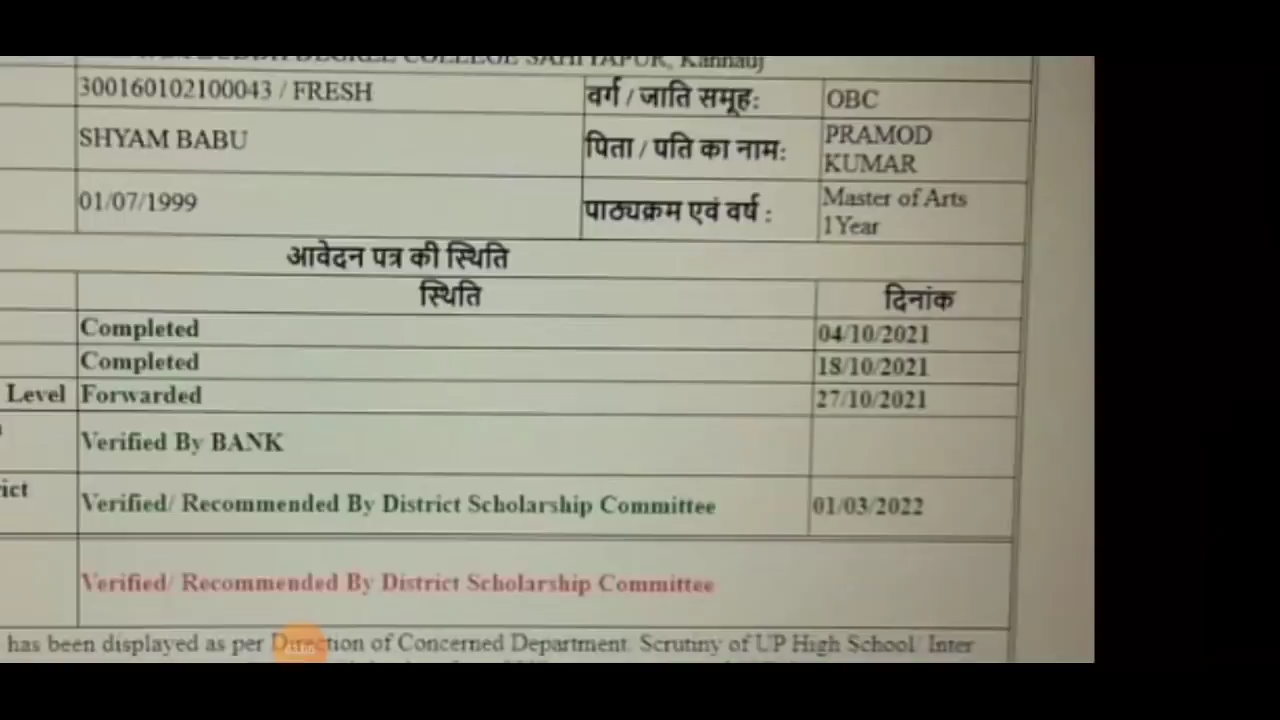 DEGREE COLLEGE SAHIYAPUR, Kannauj
300160102100043 / FRESH
वर्ग / जाति समूह:
OBC
SHYAM BABU
पिता / पति का नाम:
PRAMOD
KUMAR
01/07/1999
पाठ्यक्रम एवं वर्ष :
Master of Arts
1Year
आवेदन पत्र की स्थिति
स्थिति
दिनांक
Completed
04/10/2021
Completed
18/10/2021
Level
Forwarded
27/10/2021
Verified By BANK
Verified/ Recommended By District Scholarship Committee
01/03/2022
Verified/ Recommended By District Scholarship Committee
has been displayed as per Direction of Concerned Department. Scrutiny of UP High School/ Inter